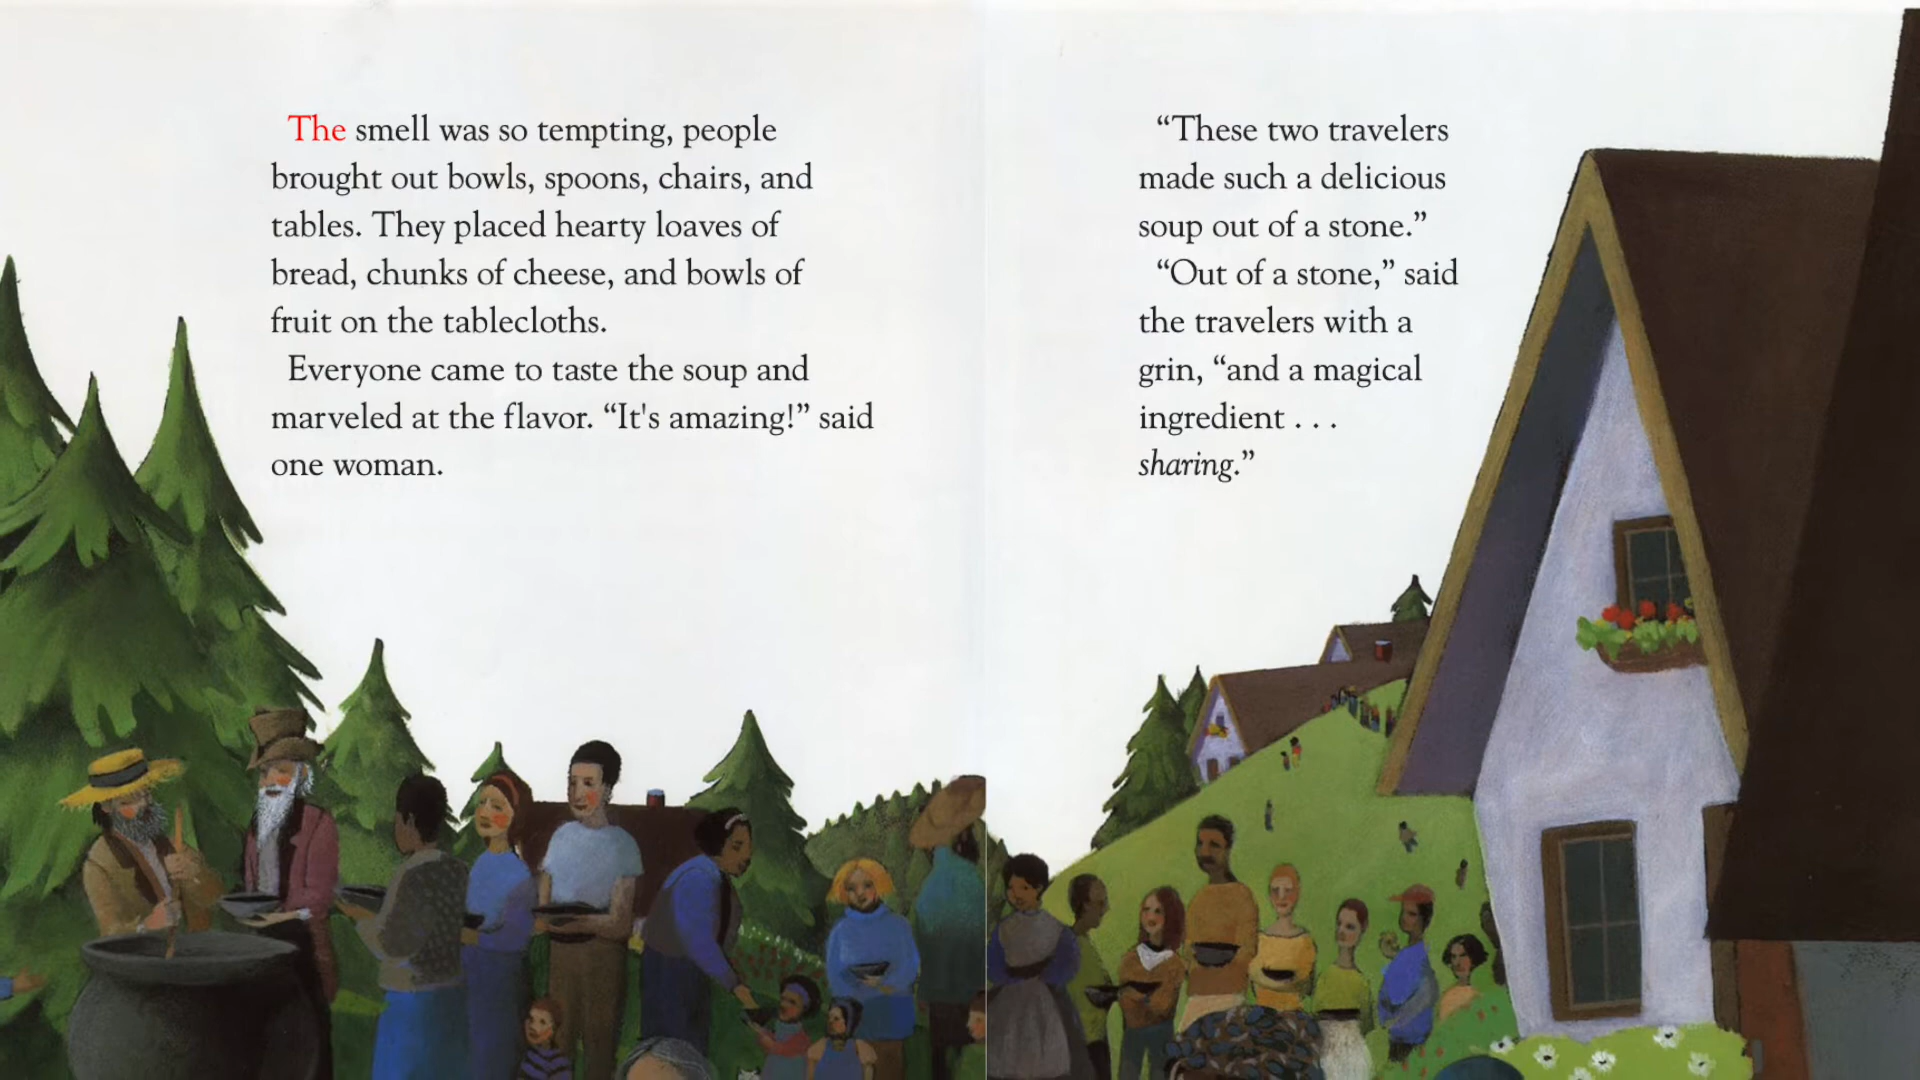 The smell was so tempting, people
brought out bowls, spoons, chairs, and
tables. They placed hearty loaves of
bread, chunks of cheese, and bowls of
fruit on the tablecloths.
Everyone came to taste the soup and
marveled at the flavor. “It's amazing!” said
one woman.
“These two travelers
made such a delicious
soup out of a stone.”
“Out of a stone,” said
the travelers with a
grin, “and a magical
ingredient . . .
sharing.”